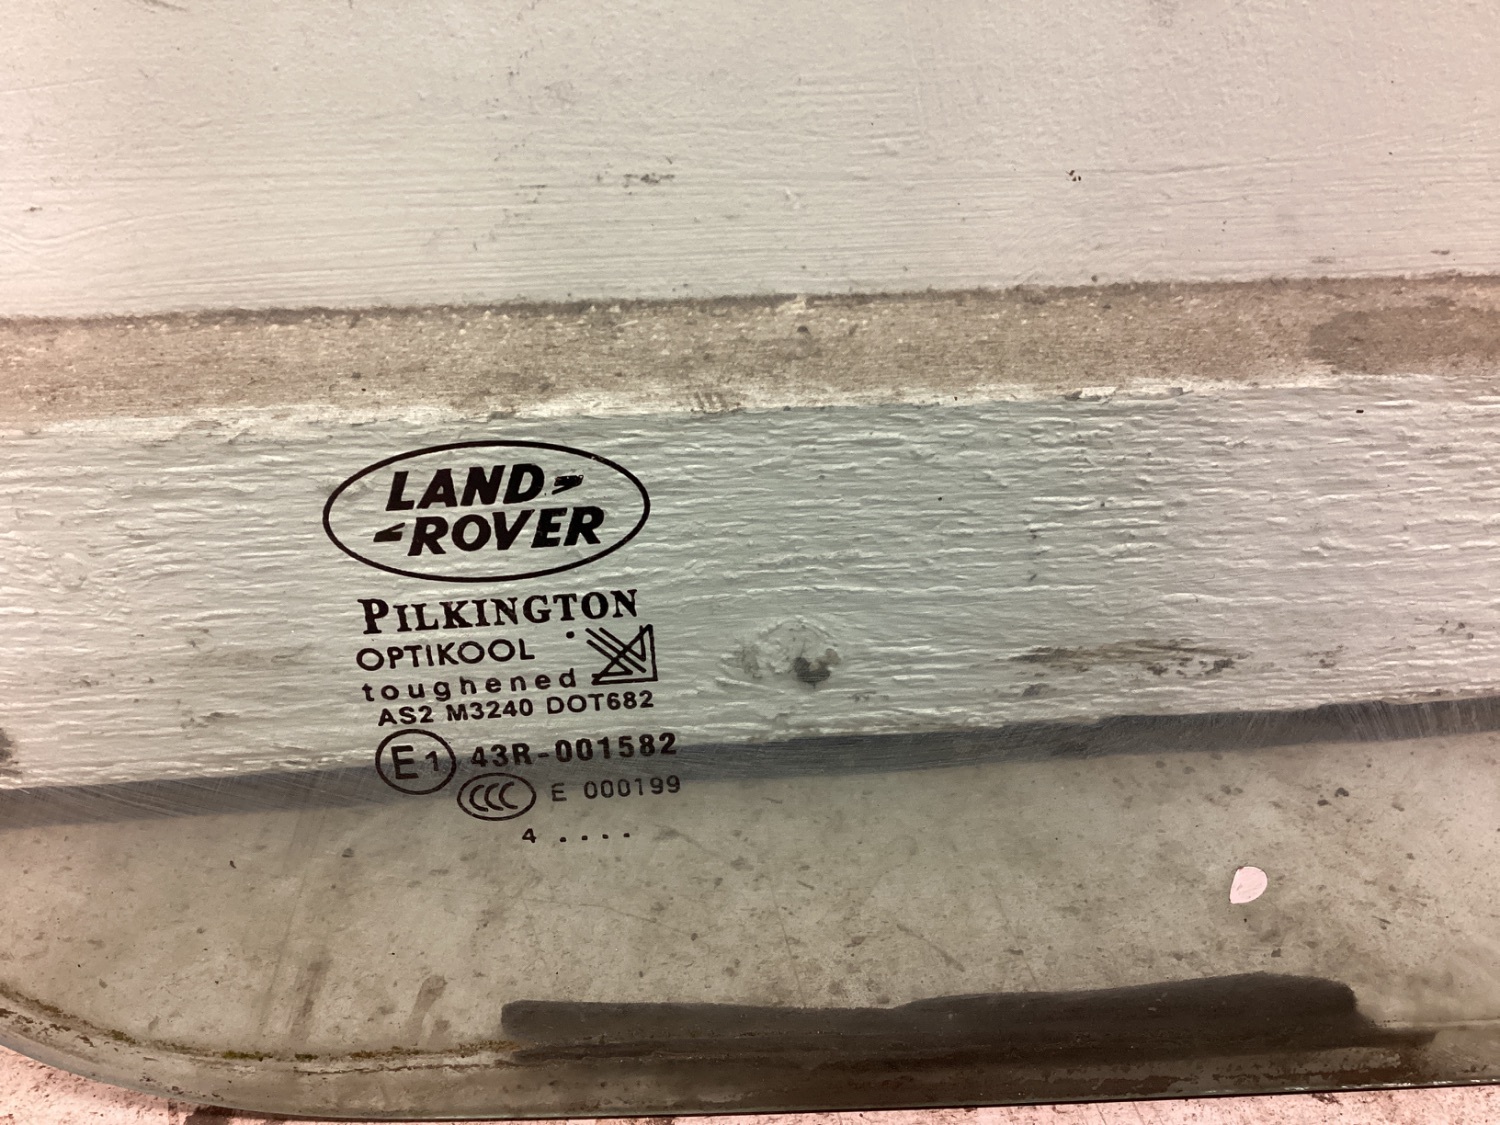 LAND
ROVER
PILKINGTON
OPTIKOOL
toughened
AS2 M3240 DOT682
E1 43R-001582
CCC E 000199
4 . . . .